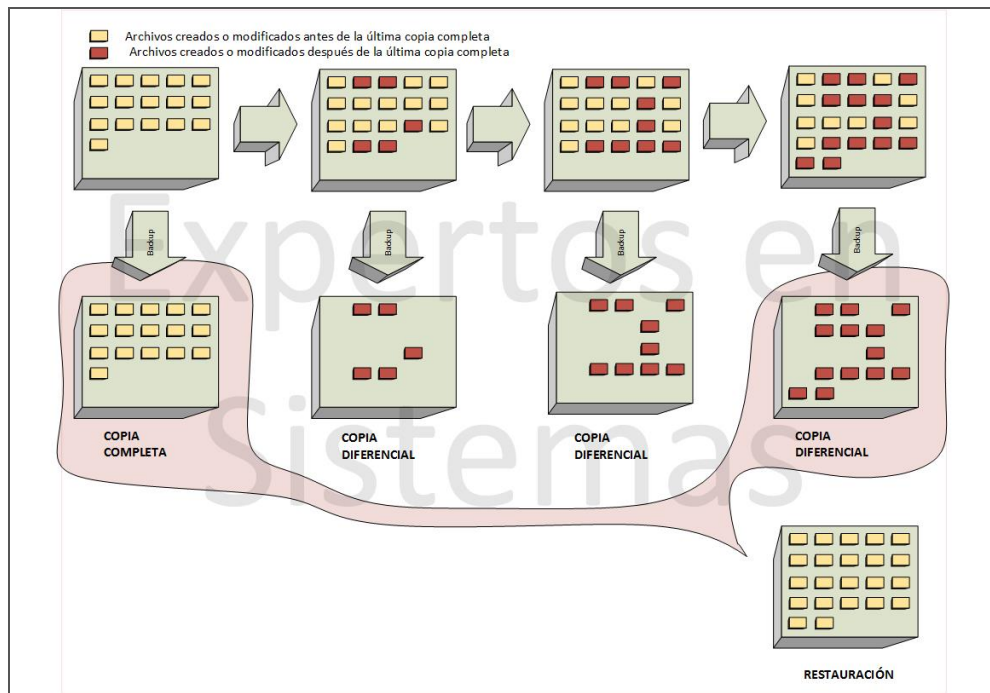 Archivos creados o modificados antes de la última copia completa
Archivos creados o modificados después de la última copia completa
Backup
Backup
Backup
Backup
Expertos en
Sistemas
COPIA
COMPLETA
COPIA
DIFERENCIAL
COPIA
DIFERENCIAL
COPIA
DIFERENCIAL
RESTAURACIÓN